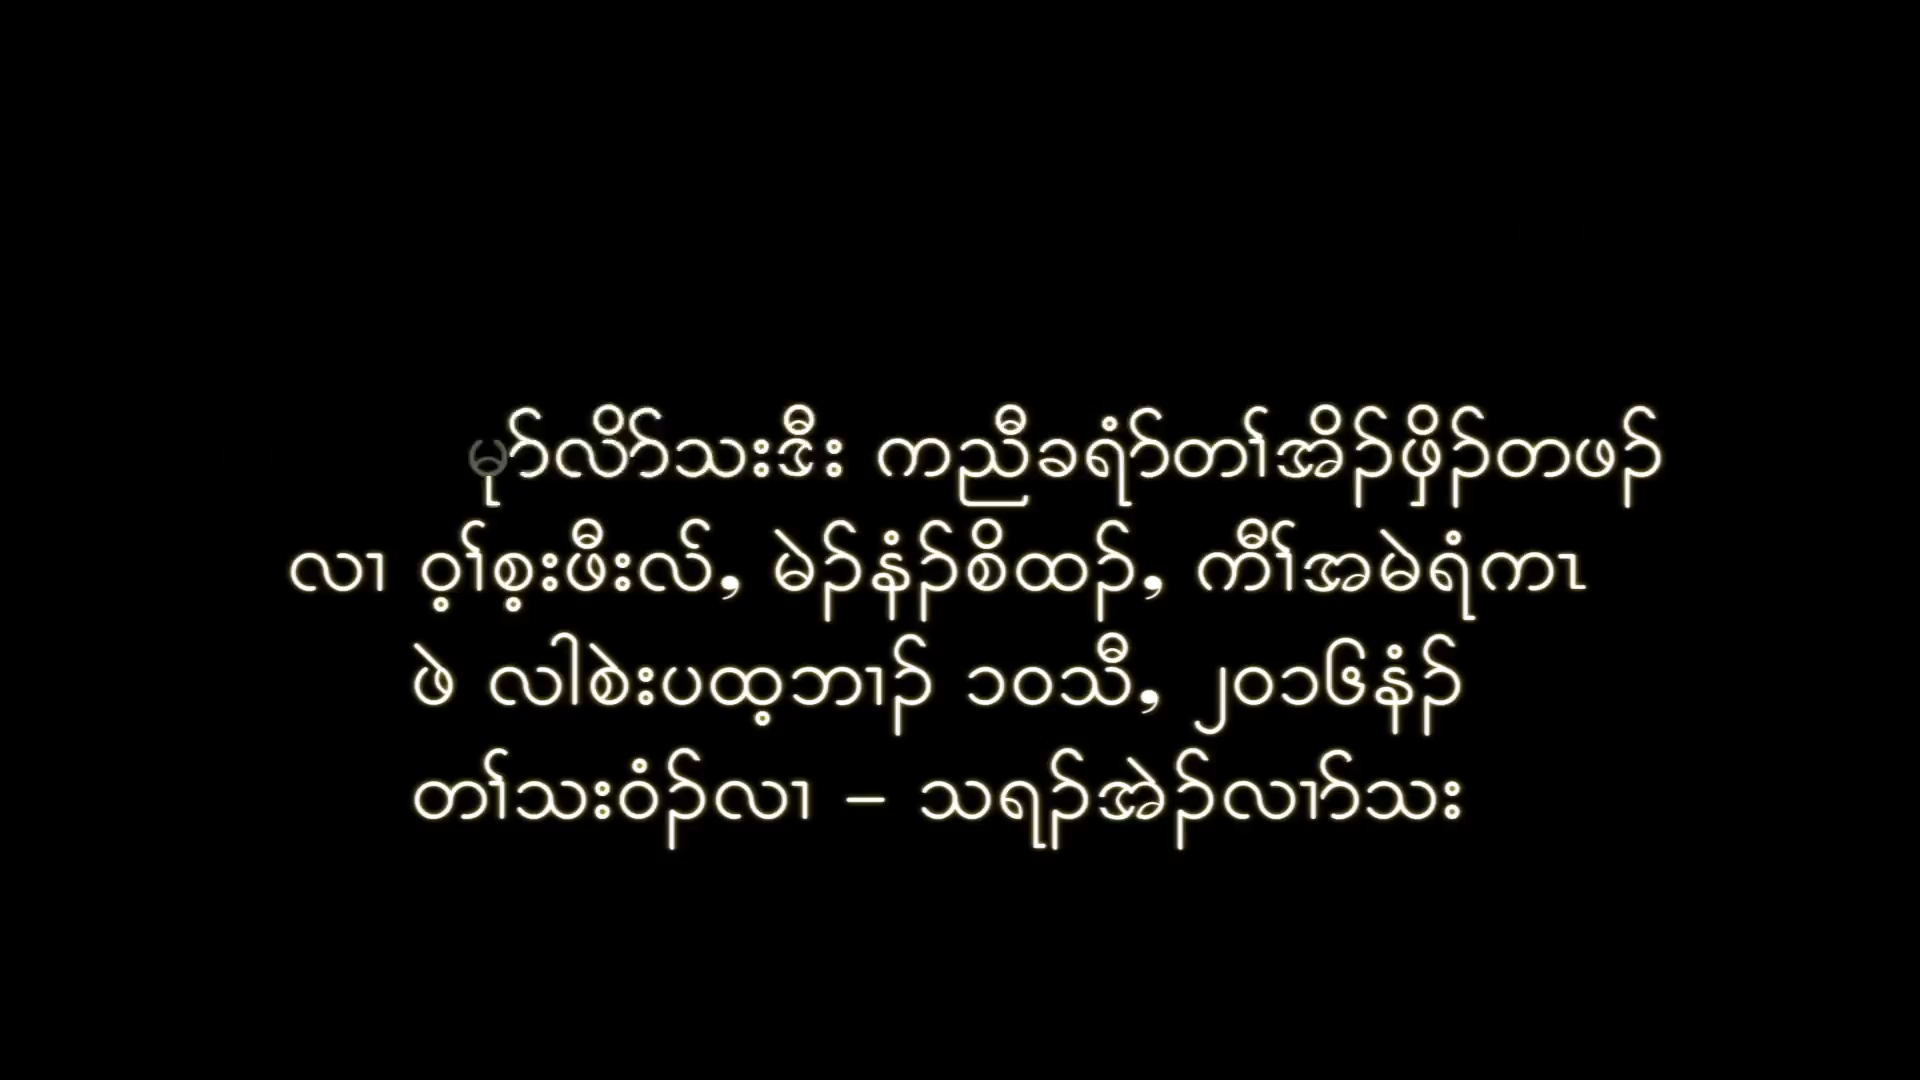 မုာ်လိာ်သးဒီး ကညီခရံာ်တၢ်အိၣ်ဖှိၣ်တဖၣ်
လၢ ဝ့ၢ်စ့းဖီးလ်, မဲၣ်နံၣ်စိထၣ်, ကီၢ်အမဲရံကၤ
ဖဲ လါစဲးပထ့ဘၢၣ် ၁၀သီ, ၂၀၁၆နံၣ်
တၢ်သးဝံၣ်လၢ – သရၣ်အဲၣ်လၢာ်သး